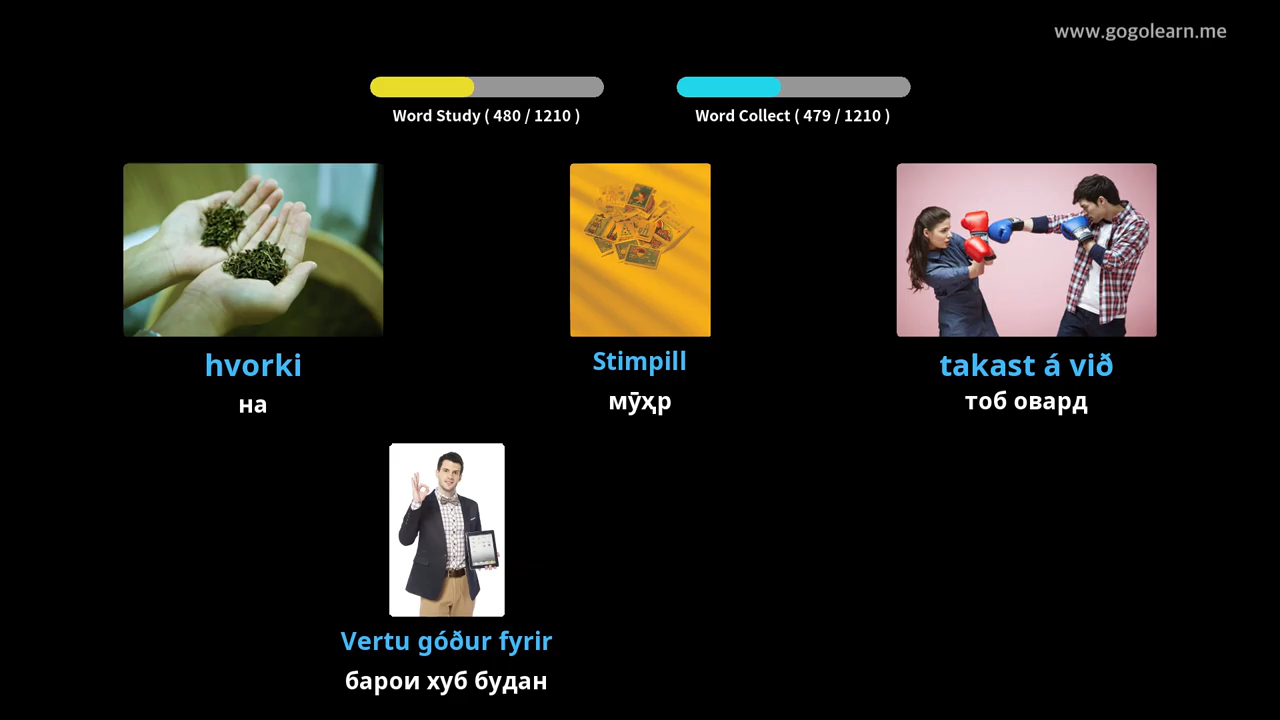 www.gogolearn.me
Word Study ( 480 / 1210 )
Word Collect ( 479 / 1210 )
hvorki
на
Stimpill
мӯҳр
takast á við
тоб овард
Vertu góður fyrir
барои хуб будан